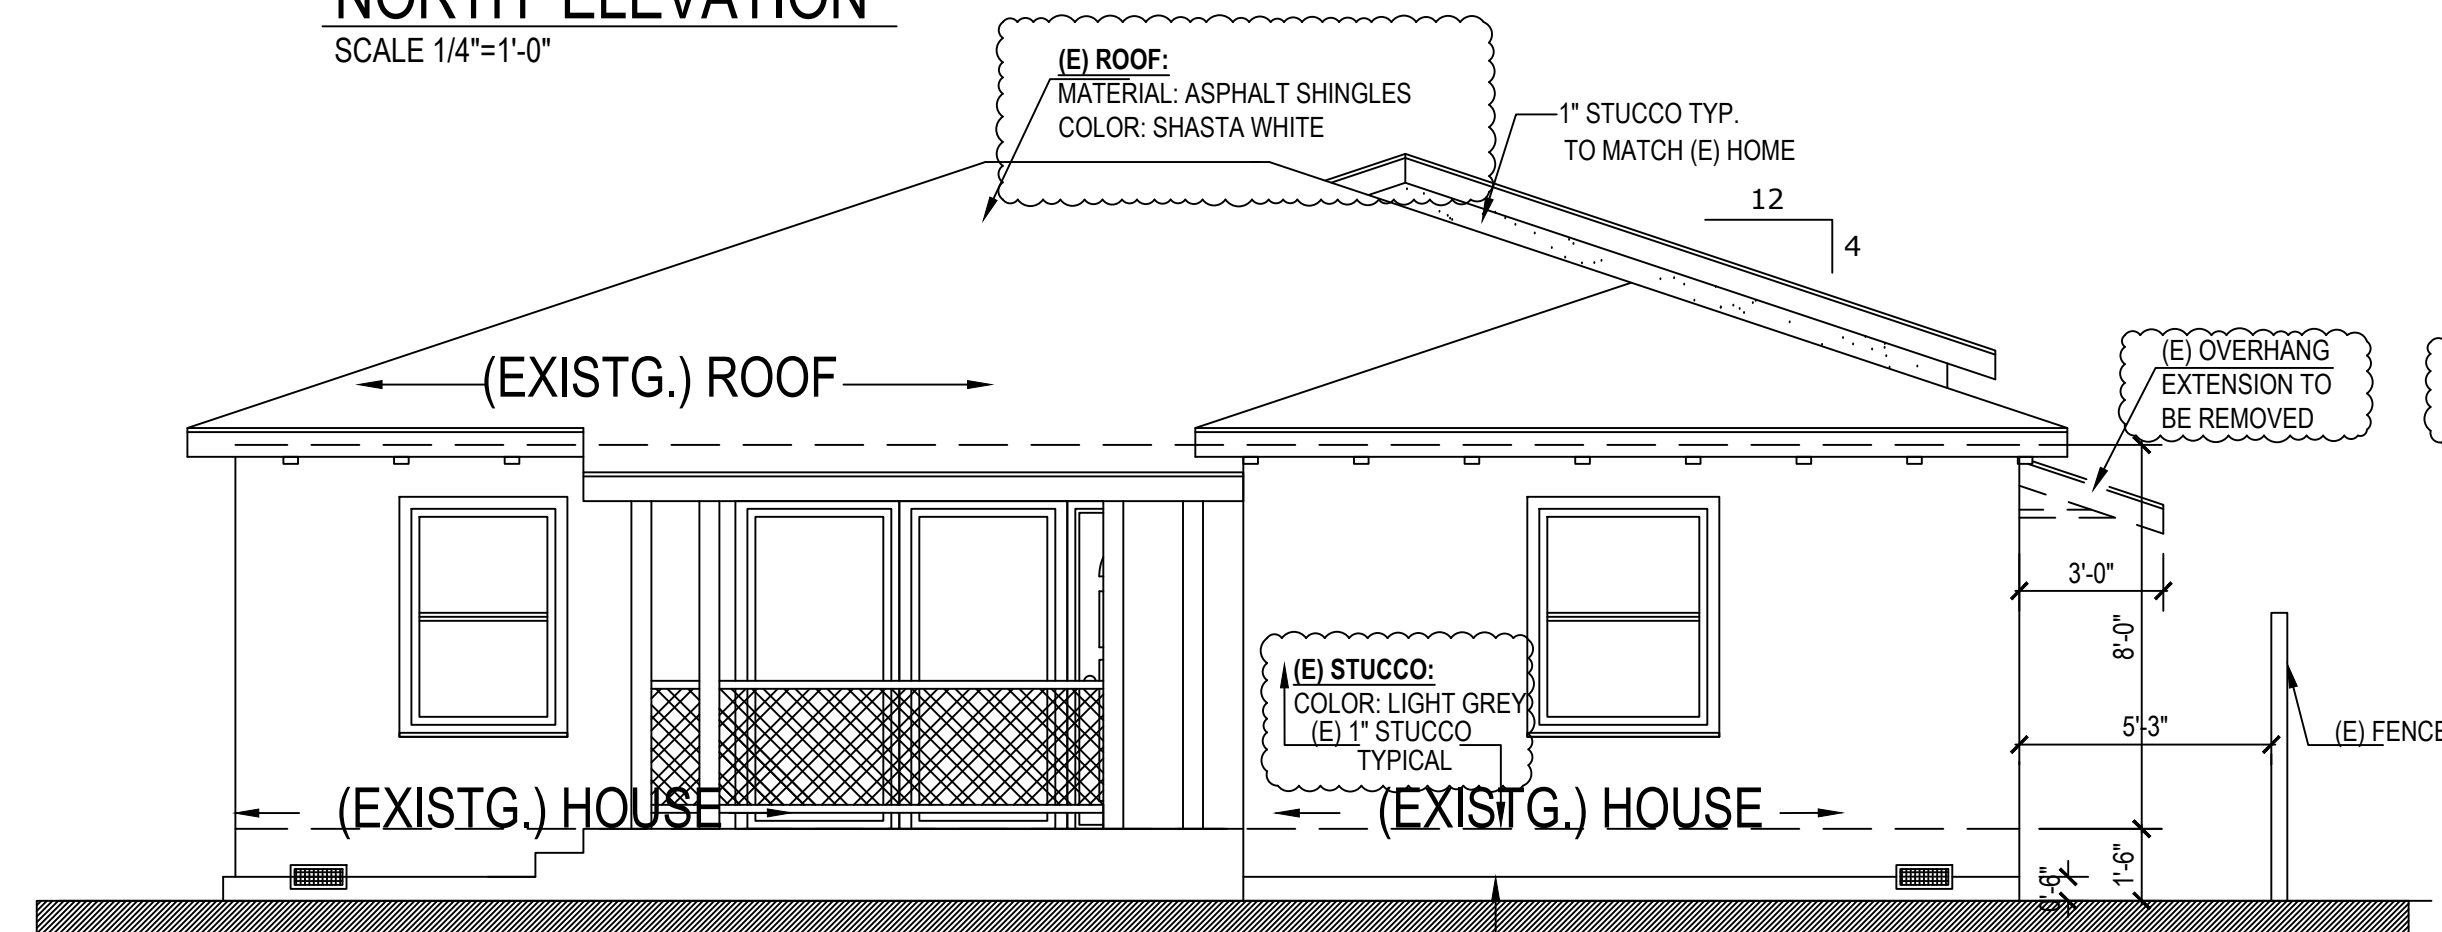 NORTH ELEVATION
SCALE 1/4"=1'-0"
(E) ROOF:
MATERIAL: ASPHALT SHINGLES
COLOR: SHASTA WHITE
1" STUCCO TYP.
TO MATCH (E) HOME
12
4
(EXISTG.) ROOF
(E) OVERHANG
EXTENSION TO
BE REMOVED
3'-0"
8'-0"
(E) STUCCO:
COLOR: LIGHT GREY
(E) 1" STUCCO
TYPICAL
5'-3"
(E) FENCE
(EXISTG.) HOUSE
(EXISTG.) HOUSE
1'-6"
0'-6"